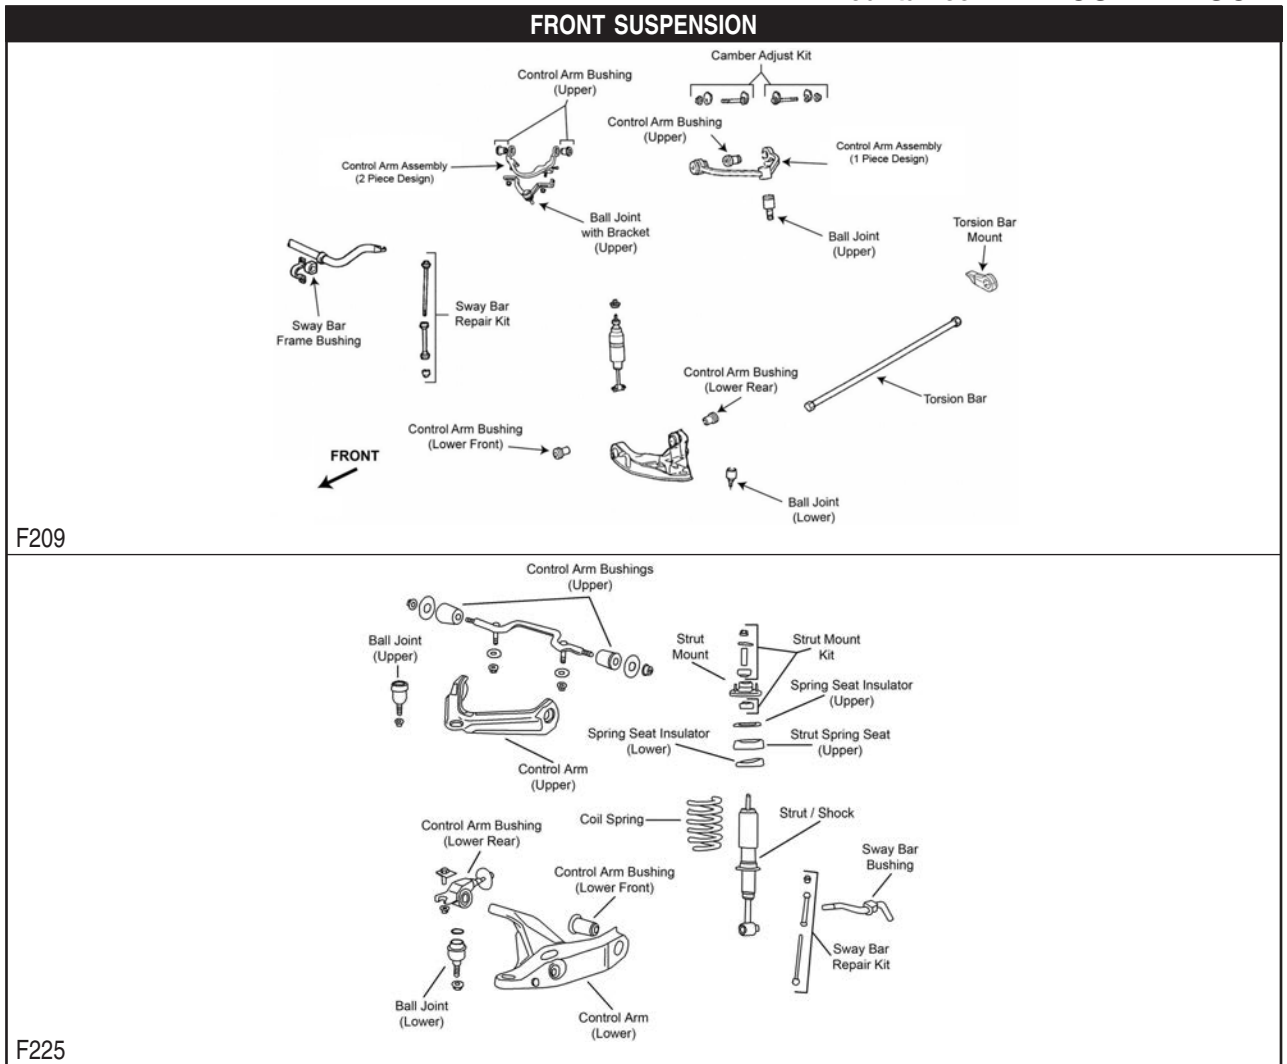 FRONT SUSPENSION
Camber Adjust Kit
Control Arm Bushing
(Upper)
Control Arm Bushing
(Upper)
Control Arm Assembly
(1 Piece Design)
Control Arm Assembly
(2 Piece Design)
Ball Joint
with Bracket
(Upper)
Ball Joint
(Upper)
Torsion Bar
Mount
Sway Bar
Frame Bushing
Sway Bar
Repair Kit
Control Arm Bushing
(Lower Rear)
Torsion Bar
Control Arm Bushing
(Lower Front)
FRONT
Ball Joint
(Lower)
F209
Control Arm Bushings
(Upper)
Ball Joint
(Upper)
Strut
Mount
Strut Mount
Kit
Spring Seat Insulator
(Upper)
Spring Seat Insulator
(Lower)
Strut Spring Seat
(Upper)
Control Arm
(Upper)
Coil Spring
Strut / Shock
Control Arm Bushing
(Lower Rear)
Sway Bar
Bushing
Control Arm Bushing
(Lower Front)
Sway Bar
Repair Kit
Ball Joint
(Lower)
Control Arm
(Lower)
F225